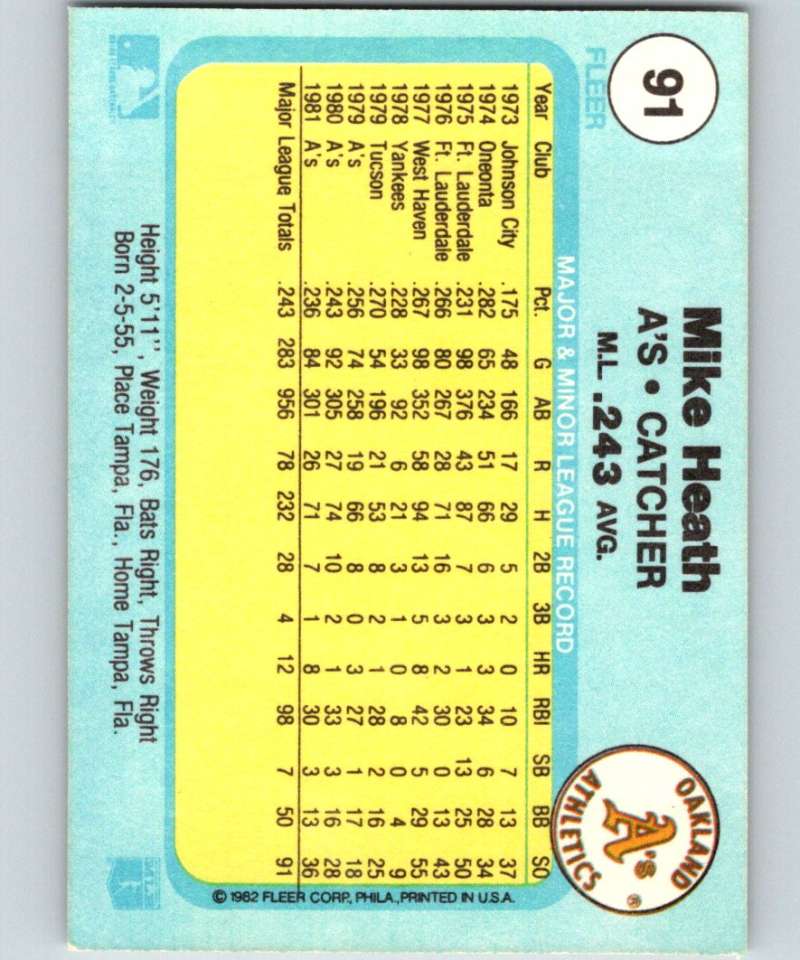 91
FLEER
Mike Heath
A'S • CATCHER
M.L. .243 AVG.
OAKLAND A's ATHLETICS ®
MAJOR & MINOR LEAGUE RECORD
Year Club Pct. G AB R H 2B 3B HR RBI SB BB SO
1973 Johnson City .175 48 166 17 29 5 2 0 10 7 13 37
1974 Oneonta .282 65 234 51 66 6 3 3 34 6 28 34
1975 Ft. Lauderdale .231 98 376 43 87 7 3 1 23 13 25 50
1976 Ft. Lauderdale .266 80 267 28 71 16 3 2 30 0 13 43
1977 West Haven .267 98 352 58 94 13 5 8 42 5 29 55
1978 Yankees .228 33 92 6 21 3 1 0 8 0 4 9
1979 Tucson .270 54 196 21 53 8 2 1 28 2 16 25
1979 A's .256 74 258 19 66 8 0 3 27 1 17 18
1980 A's .243 92 305 27 74 10 2 1 33 3 16 28
1981 A's .236 84 301 26 71 7 1 8 30 3 13 36
Major League Totals .243 283 956 78 232 28 4 12 98 7 50 91
© 1982 FLEER CORP., PHILA., PRINTED IN U.S.A.
Height 5'11'', Weight 176, Bats Right, Throws Right
Born 2-5-55, Place Tampa, Fla., Home Tampa, Fla.